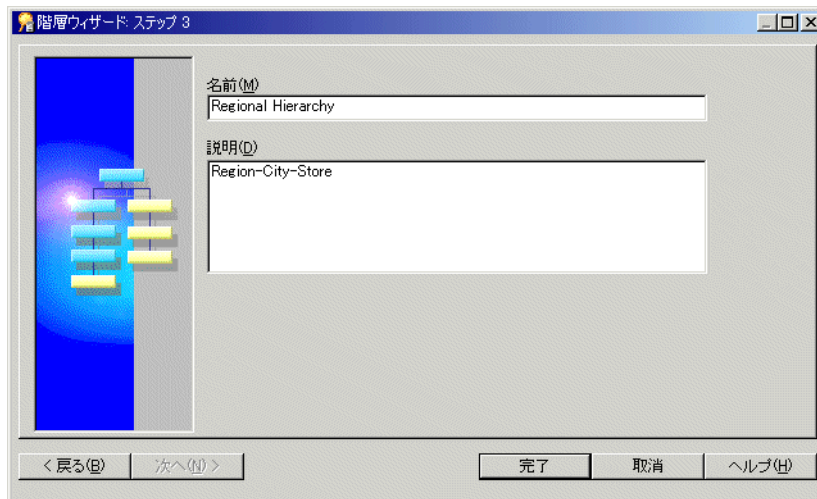 階層ウィザード: ステップ 3
名前(M)
Regional Hierarchy
説明(D)
Region-City-Store
< 戻る(B)
次へ(N) >
完了
取消
ヘルプ(H)